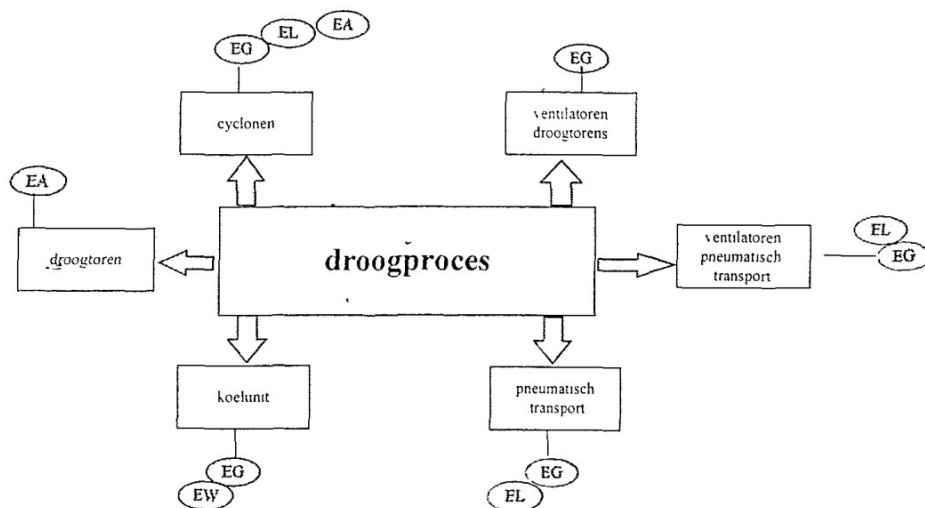 EG EL EA
EG
cyclonen
ventilatoren
droogtorens
EA
droogtoren
droogproces
ventilatoren
pneumatisch
transport
EL
EG
koelunit
pneumatisch
transport
EG
EW
EG
EL